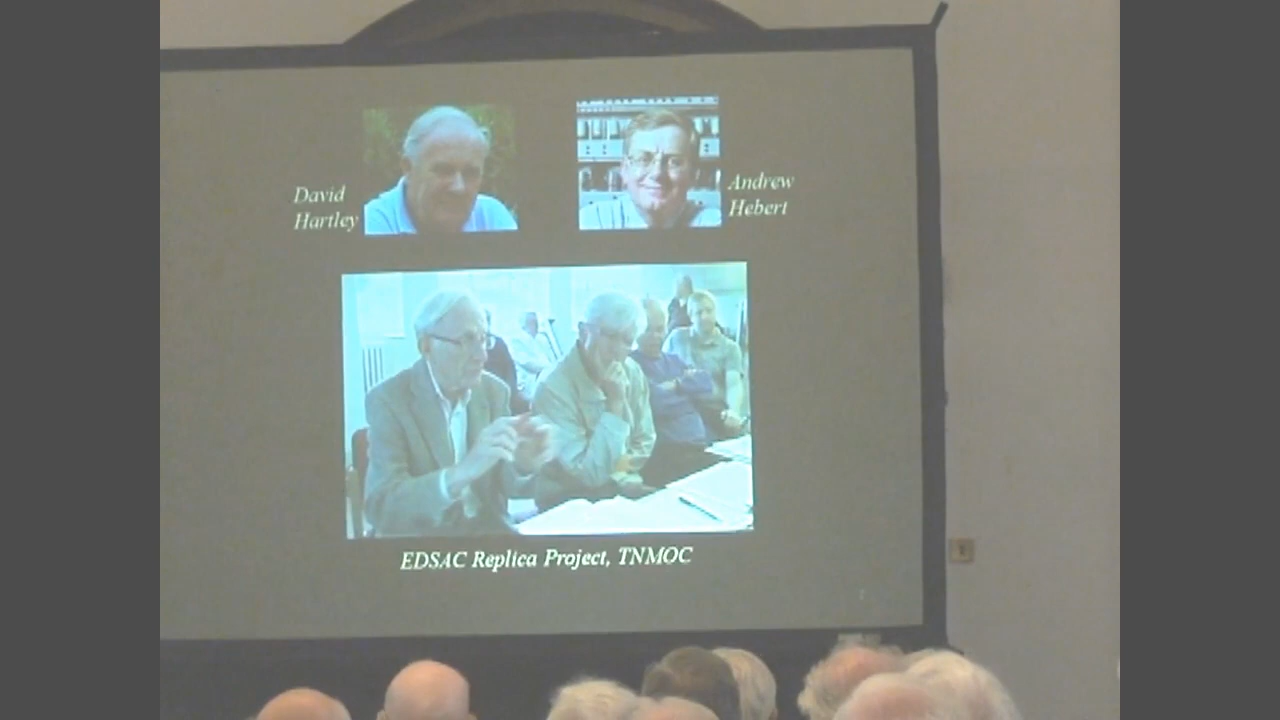 David
Hartley
Andrew
Hebert
EDSAC Replica Project, TNMOC